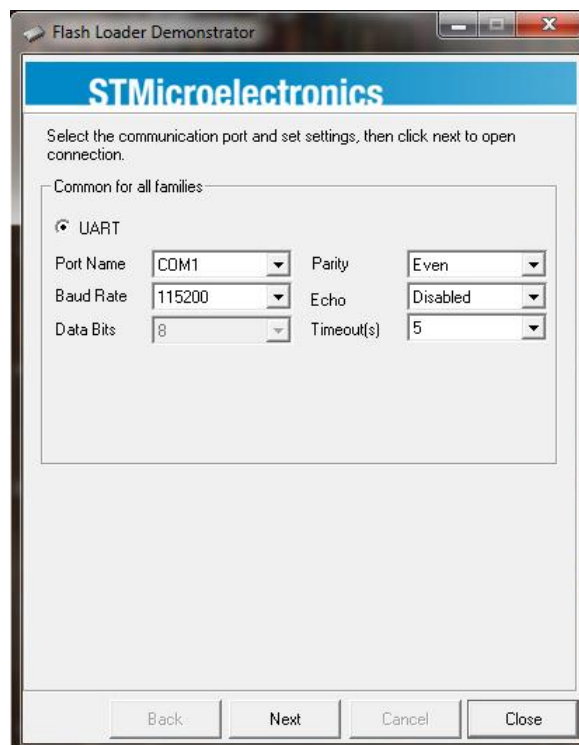 Flash Loader Demonstrator
STMicroelectronics
Select the communication port and set settings, then click next to open
connection.
Common for all families
UART
Port Name COM1 Parity Even
Baud Rate 115200 Echo Disabled
Data Bits 8 Timeout(s) 5
Back Next Cancel Close